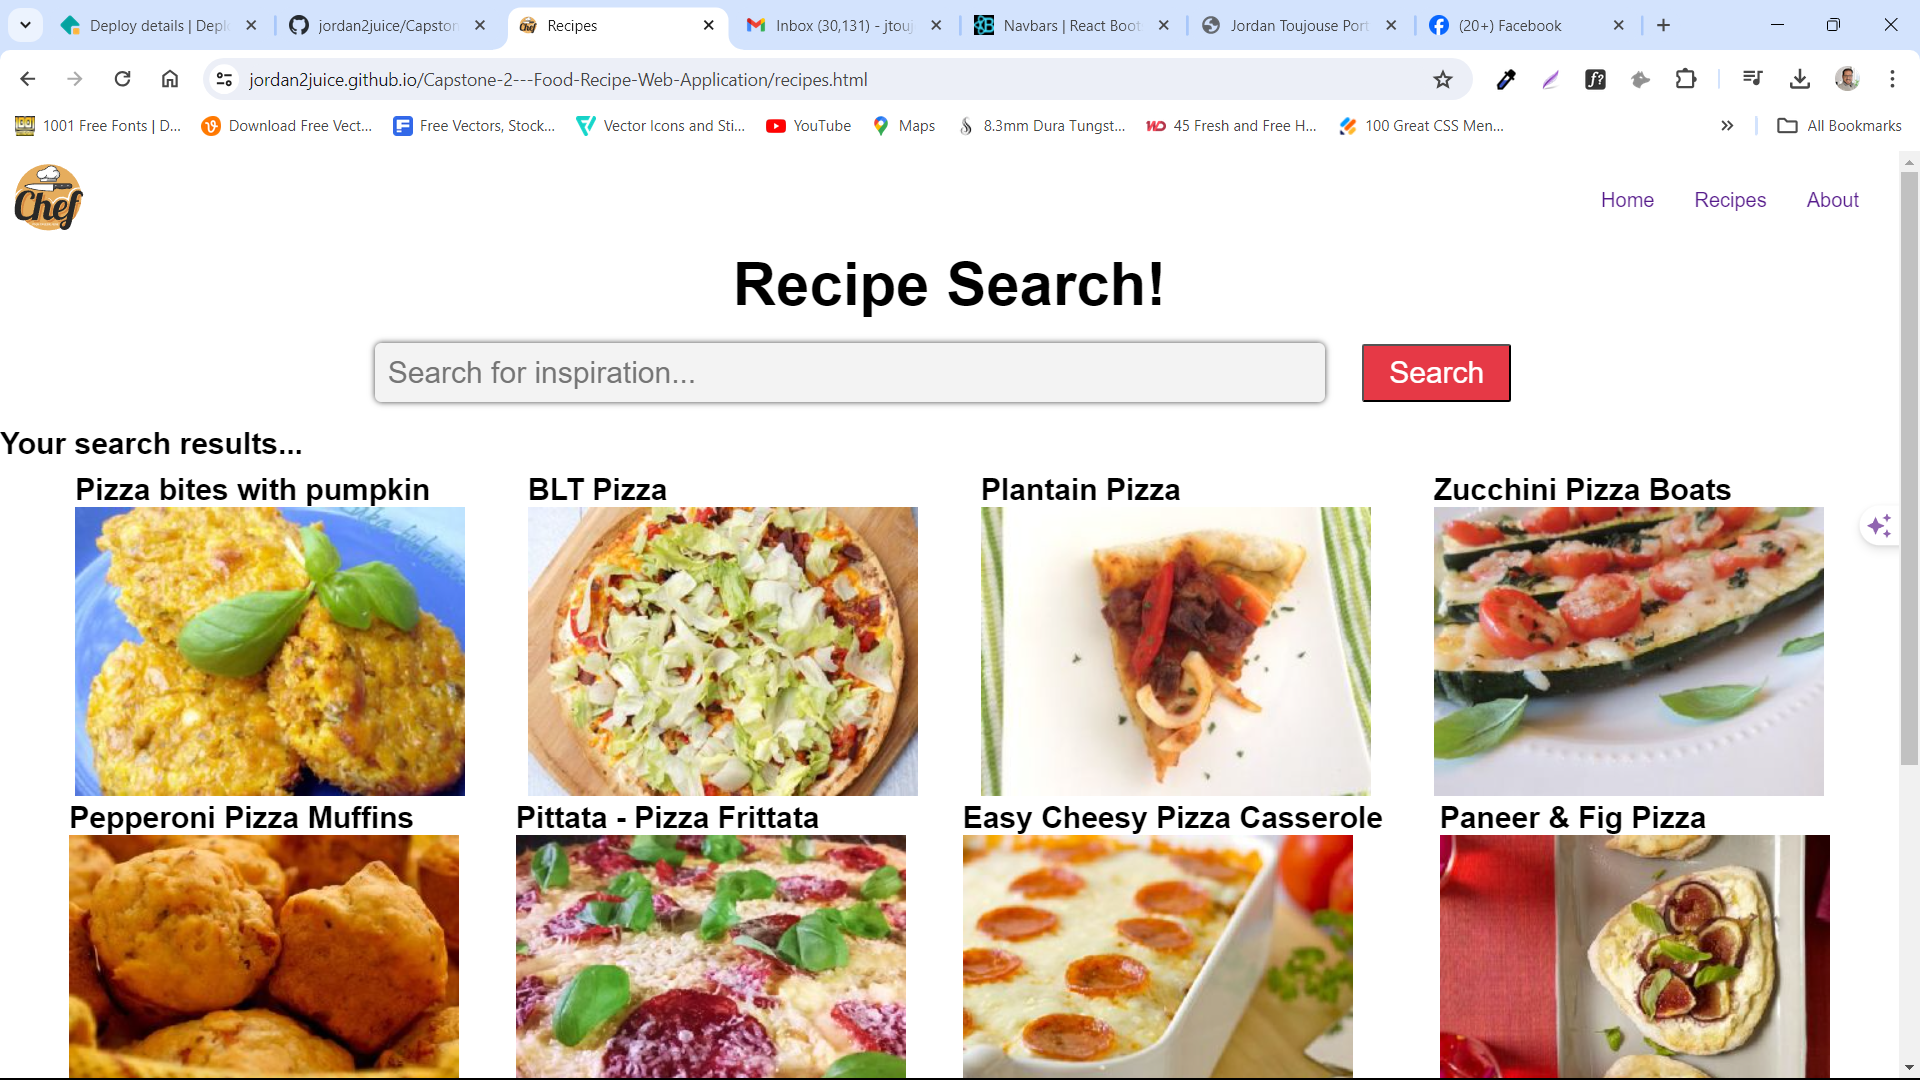 Deploy details | Depl
jordan2juice/Capston
Recipes
Inbox (30,131) - jtouj
Navbars | React Boot
Jordan Toujouse Port
(20+) Facebook
jordan2juice.github.io/Capstone-2---Food-Recipe-Web-Application/recipes.html
1001 Free Fonts | D...
Download Free Vect...
Free Vectors, Stock...
Vector Icons and Sti...
YouTube
Maps
8.3mm Dura Tungst...
45 Fresh and Free H...
100 Great CSS Men...
All Bookmarks
Chef
Home
Recipes
About
Recipe Search!
Search for inspiration...
Search
Your search results...
Pizza bites with pumpkin
BLT Pizza
Plantain Pizza
Zucchini Pizza Boats
Pepperoni Pizza Muffins
Pittata - Pizza Frittata
Easy Cheesy Pizza Casserole
Paneer & Fig Pizza